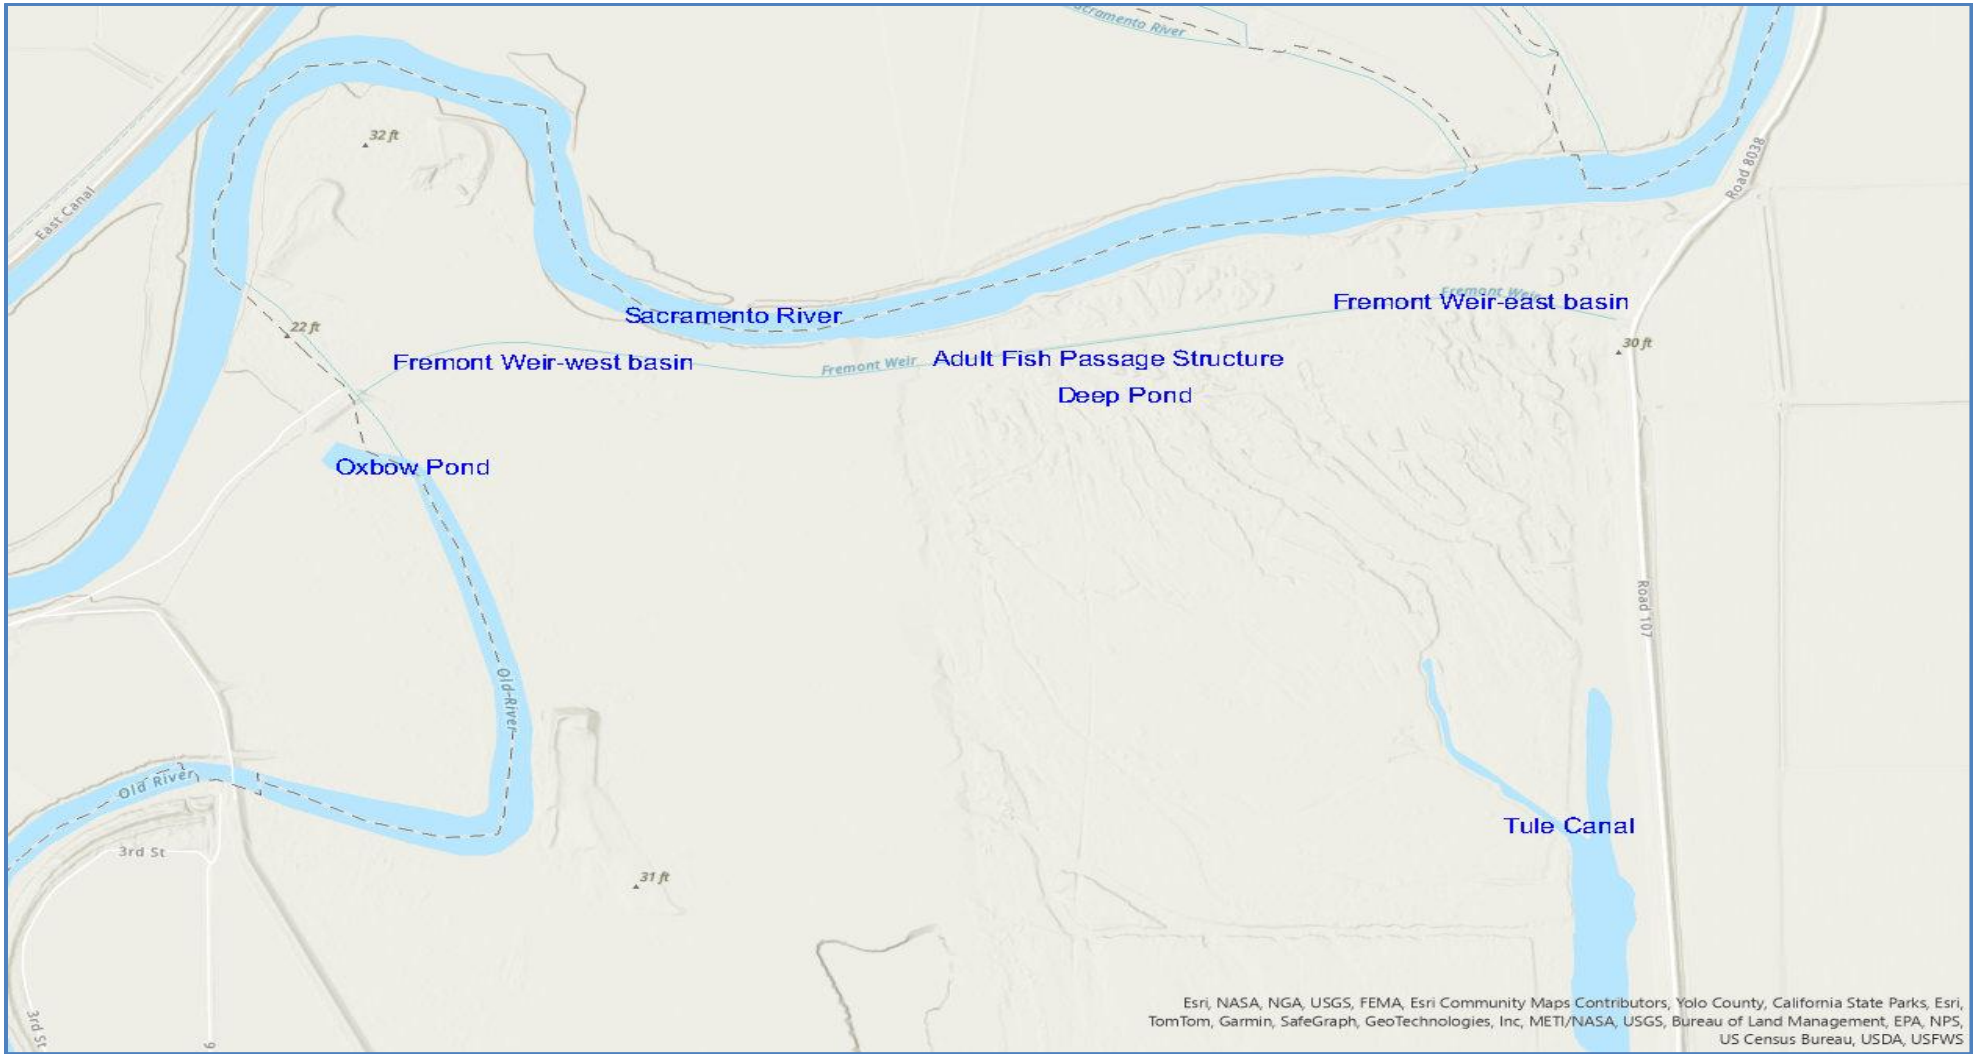 Sacramento River
32 ft
Road 8038
East Canal
Fremont Weir
Fremont Weir-east basin
Sacramento River
22 ft
30 ft
Fremont Weir-west basin
Fremont Weir
Adult Fish Passage Structure
Deep Pond
Oxbow Pond
Road 107
Old River
Old River
Tule Canal
3rd St
31 ft
3rd St
9
Esri, NASA, NGA, USGS, FEMA, Esri Community Maps Contributors, Yolo County, California State Parks, Esri,
TomTom, Garmin, SafeGraph, GeoTechnologies, Inc, METI/NASA, USGS, Bureau of Land Management, EPA, NPS,
US Census Bureau, USDA, USFWS